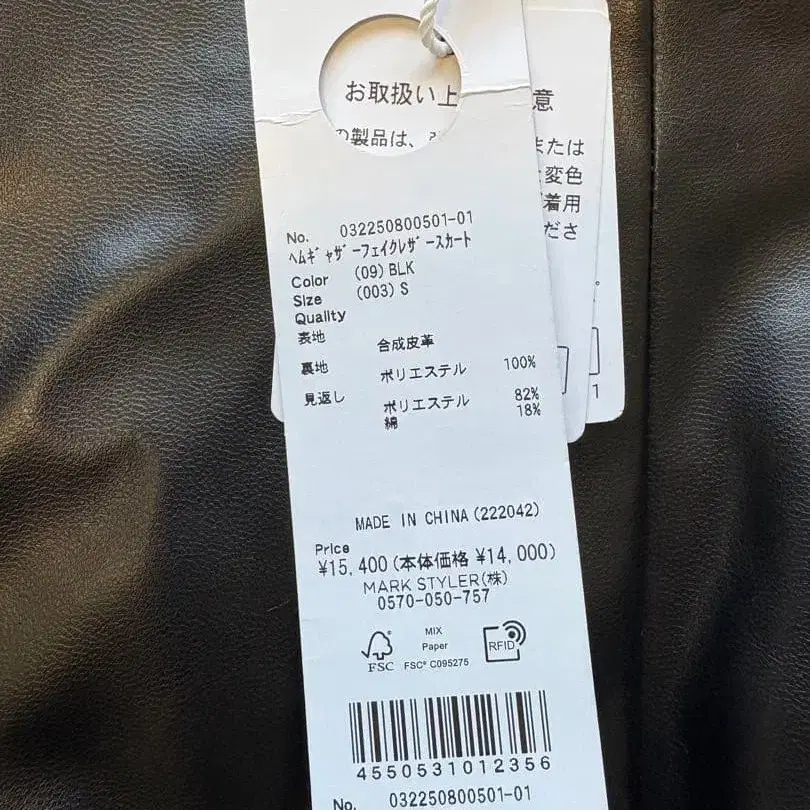 お取扱い上
の製品は、
意
または
変色
着用
ださ
No. 032250800501-01
ﾍﾑｷﾞｬｻﾞｰﾌｪｲｸﾚｻﾞｰｽｶｰﾄ
Color (09) BLK
Size (003) S
Quality
表地 合成皮革
裏地 ポリエステル 100%
見返し ポリエステル 82%
綿 18%
1
MADE IN CHINA (222042)
Price
¥15,400 (本体価格 ¥14,000)
MARK STYLER(株)
0570-050-757
FSC
MIX
Paper
FSC® C095275
RFID
4550531012356
No. 032250800501-01